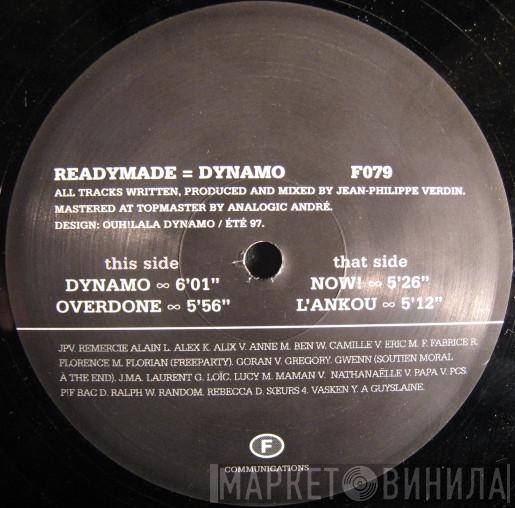 READYMADE = DYNAMO F079
ALL TRACKS WRITTEN, PRODUCED AND MIXED BY JEAN-PHILIPPE VERDIN.
MASTERED AT TOPMASTER BY ANALOGIC ANDRÉ.
DESIGN: OUH!LALA DYNAMO / ÉTÉ 97.
this side that side
DYNAMO ∞ 6'01" NOW! ∞ 5'26"
OVERDONE ∞ 5'56" L'ANKOU ∞ 5'12"
JPV. REMERCIE ALAIN L. ALEX K. ALIX V. ANNE M. BEN W. CAMILLE V. ERIC M. F. FABRICE R.
FLORENCE M. FLORIAN (FREEPARTY). GORAN V. GREGORY. GWENN (SOUTIEN MORAL
À THE END). J.MA. LAURENT G. LOÏC. LUCY M. MAMAN V. NATHANAËLLE V. PAPA V. PCS.
PIF BAC D. RALPH W. RANDOM. REBECCA D. SŒURS 4. VASKEN Y. A GUYSLAINE.
F
COMMUNICATIONS
МАРКЕТ ВИНИЛА